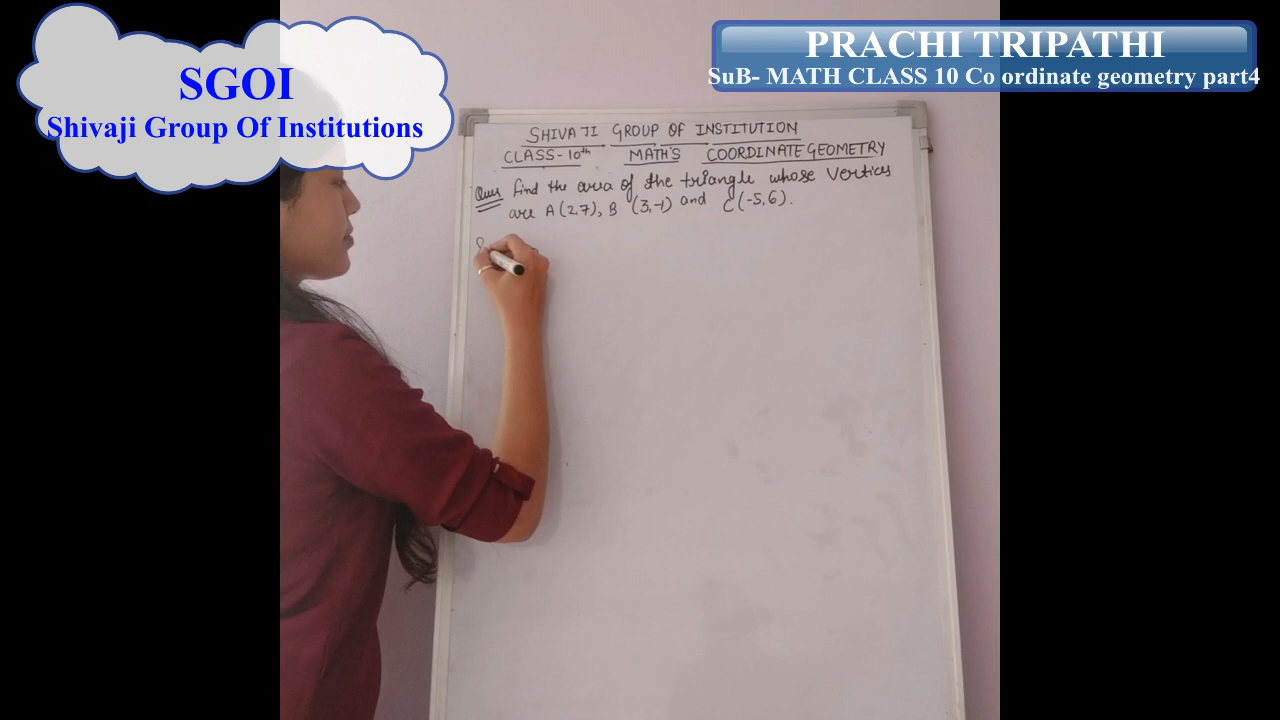 SGOI
Shivaji Group Of Institutions
PRACHI TRIPATHI
SuB- MATH CLASS 10 Co ordinate geometry part4
SHIVAJI GROUP OF INSTITUTION
CLASS-10th MATH'S COORDINATE GEOMETRY
Ques find the area of the triangle whose Vertices
are A(2,7), B (3,-1) and C(-5,6).